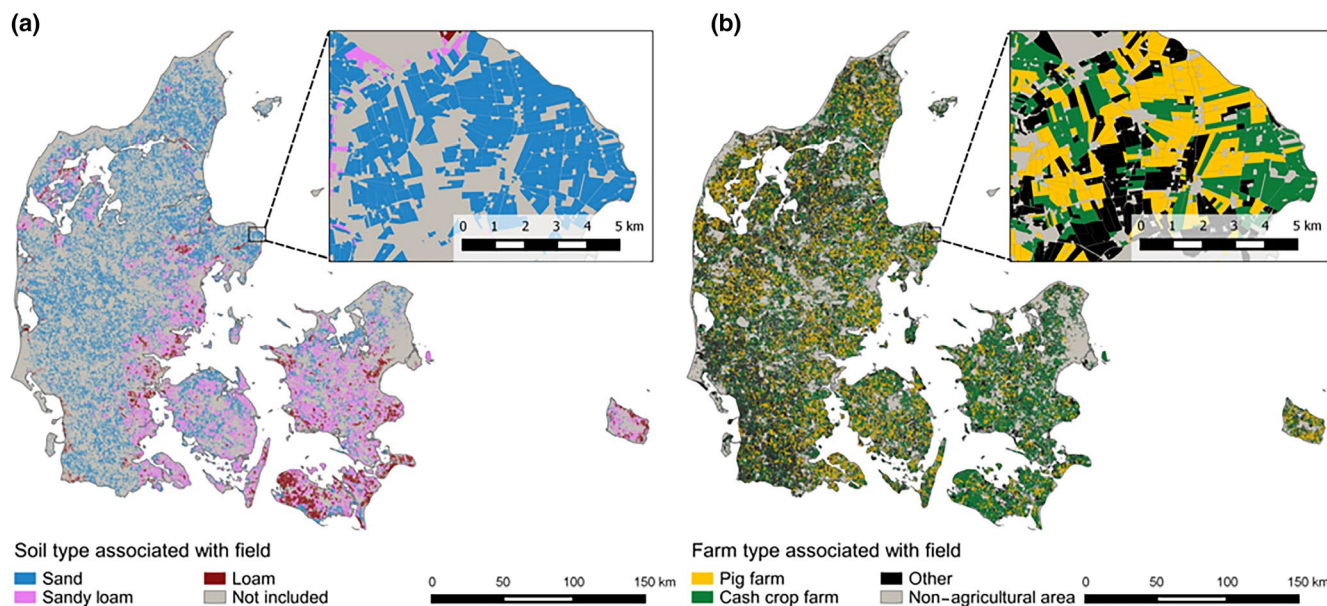 (a)
0 1 2 3 4 5 km
Soil type associated with field
Sand
Loam
Sandy loam
Not included
0 50 100 150 km
(b)
0 1 2 3 4 5 km
Farm type associated with field
Pig farm
Other
Cash crop farm
Non-agricultural area
0 50 100 150 km